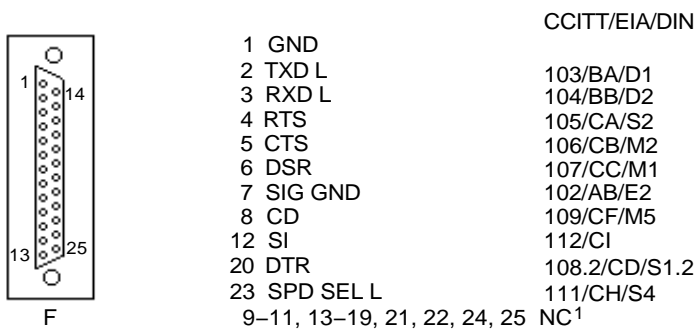 CCITT/EIA/DIN
1 GND
2 TXD L 103/BA/D1
3 RXD L 104/BB/D2
4 RTS 105/CA/S2
5 CTS 106/CB/M2
6 DSR 107/CC/M1
7 SIG GND 102/AB/E2
8 CD 109/CF/M5
12 SI 112/CI
20 DTR 108.2/CD/S1.2
23 SPD SEL L 111/CH/S4
9–11, 13–19, 21, 22, 24, 25 NC1
1
14
13
25
F